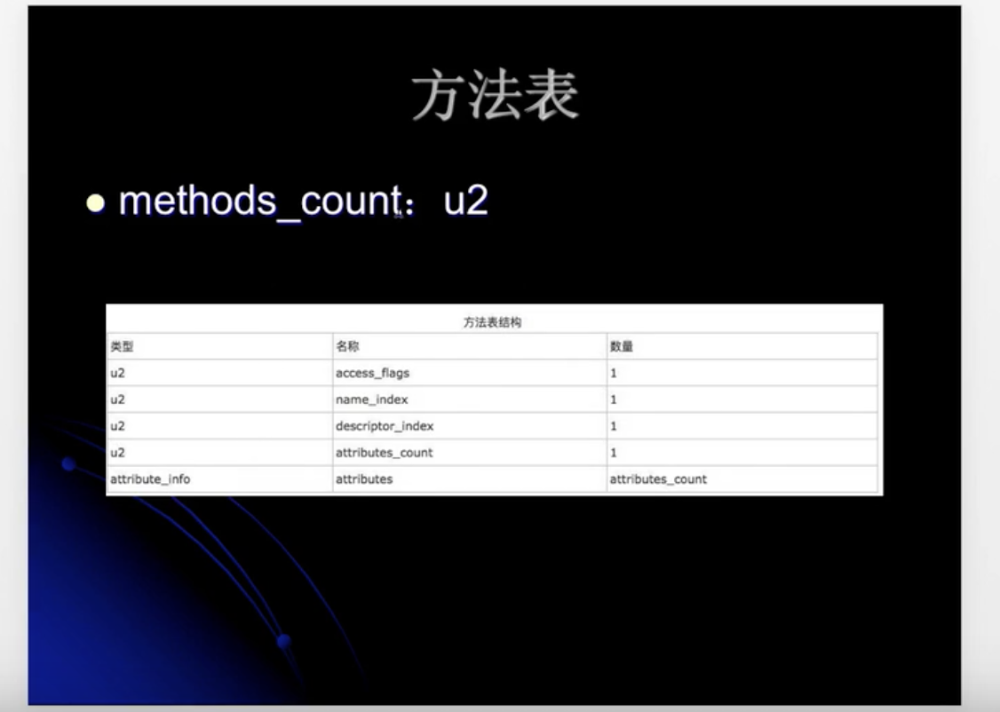 方法表
methods_count： u2
方法表结构
类型 名称 数量
u2 access_flags 1
u2 name_index 1
u2 descriptor_index 1
u2 attributes_count 1
attribute_info attributes attributes_count